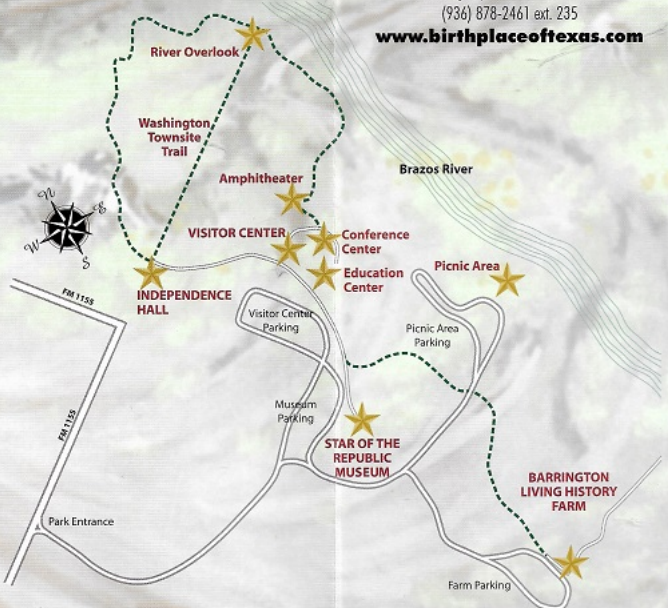 (936) 878-2461 ext. 235
www.birthplaceoftexas.com
River Overlook
Washington
Townsite
Trail
Brazos River
Amphitheater
N
E
W
S
VISITOR CENTER
Conference
Center
Education
Center
Picnic Area
INDEPENDENCE
HALL
FM 1155
Visitor Center
Parking
Picnic Area
Parking
FM 1155
Museum
Parking
STAR OF THE
REPUBLIC
MUSEUM
BARRINGTON
LIVING HISTORY
FARM
Park Entrance
Farm Parking